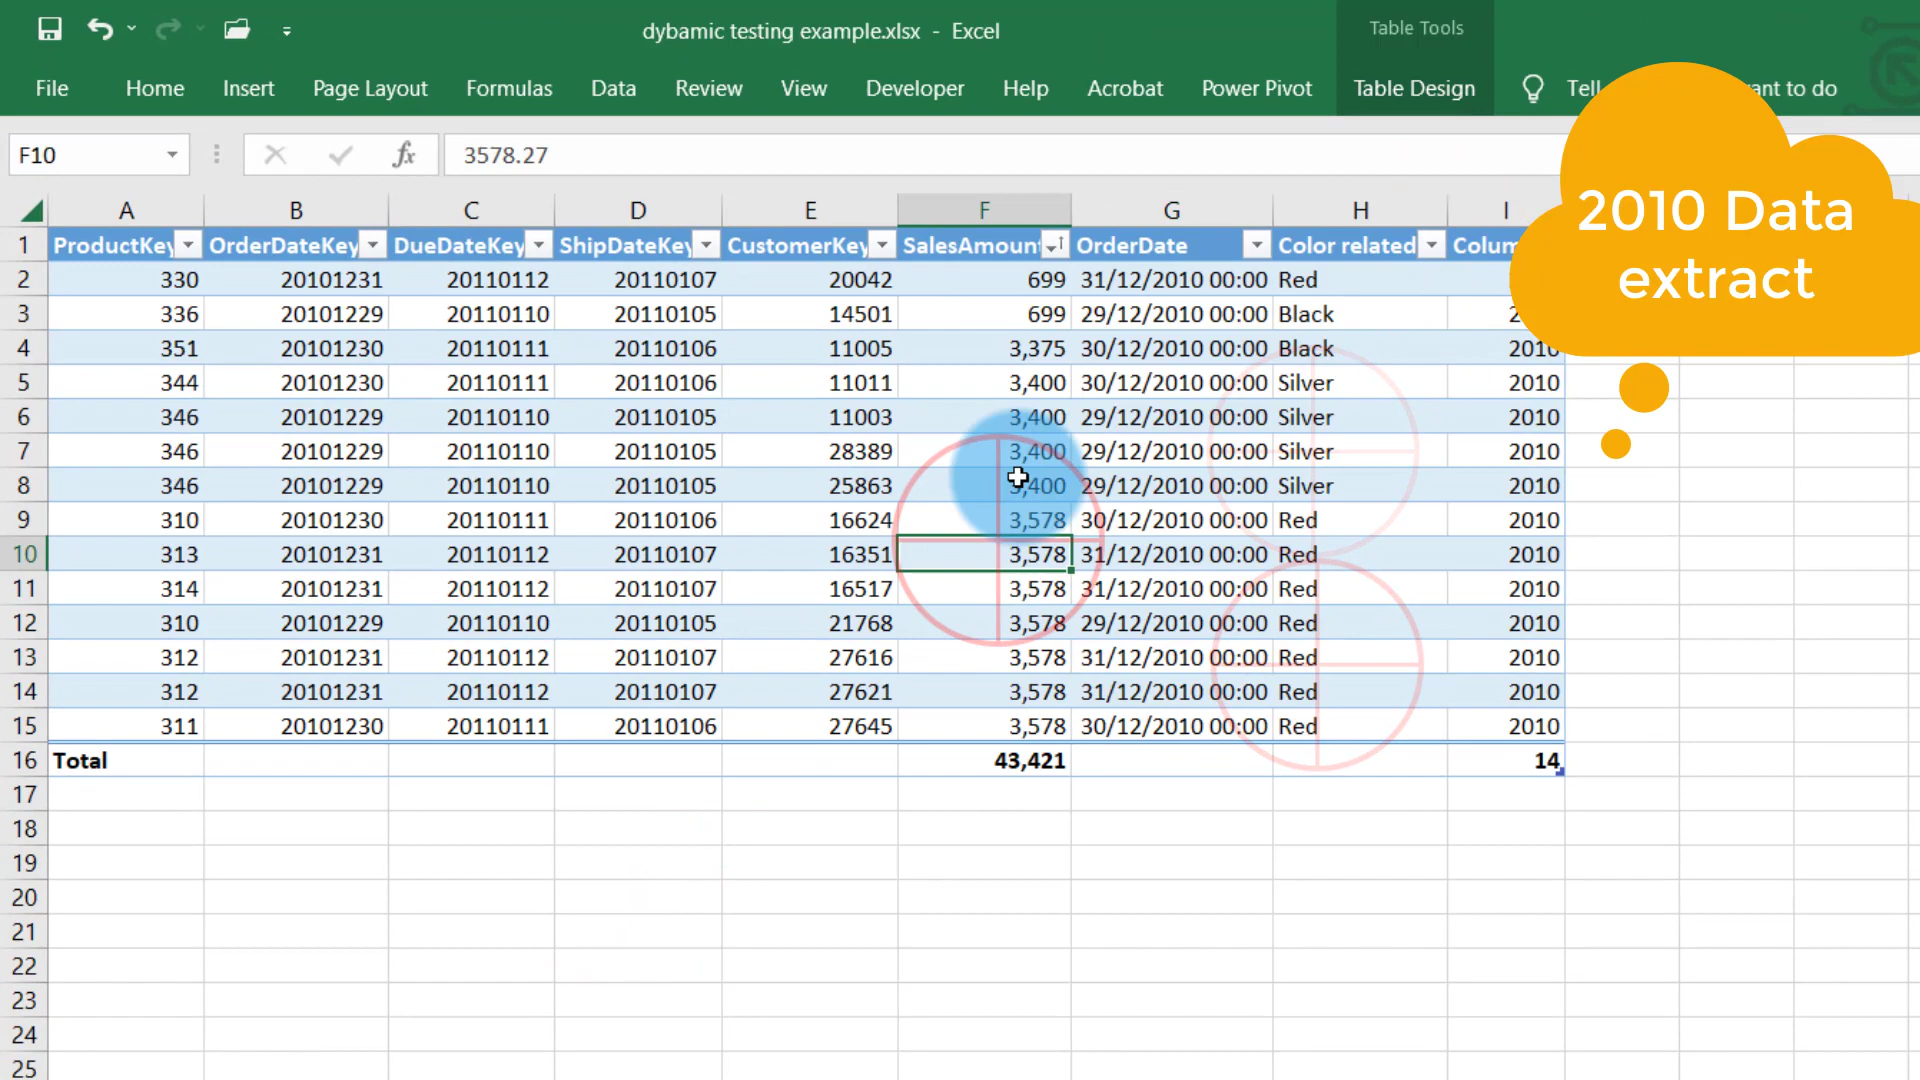 dybamic testing example.xlsx - Excel
Table Tools
File Home Insert Page Layout Formulas Data Review View Developer Help Acrobat Power Pivot Table Design Tell ant to do
F10 fx 3578.27
2010 Data
extract
A B C D E F G H I
1 ProductKey OrderDateKey DueDateKey ShipDateKey CustomerKey SalesAmount OrderDate Color related Colum
2 330 20101231 20110112 20110107 20042 699 31/12/2010 00:00 Red
3 336 20101229 20110110 20110105 14501 699 29/12/2010 00:00 Black 2
4 351 20101230 20110111 20110106 11005 3,375 30/12/2010 00:00 Black 2010
5 344 20101230 20110111 20110106 11011 3,400 30/12/2010 00:00 Silver 2010
6 346 20101229 20110110 20110105 11003 3,400 29/12/2010 00:00 Silver 2010
7 346 20101229 20110110 20110105 28389 3,400 29/12/2010 00:00 Silver 2010
8 346 20101229 20110110 20110105 25863 3,400 29/12/2010 00:00 Silver 2010
9 310 20101230 20110111 20110106 16624 3,578 30/12/2010 00:00 Red 2010
10 313 20101231 20110112 20110107 16351 3,578 31/12/2010 00:00 Red 2010
11 314 20101231 20110112 20110107 16517 3,578 31/12/2010 00:00 Red 2010
12 310 20101229 20110110 20110105 21768 3,578 29/12/2010 00:00 Red 2010
13 312 20101231 20110112 20110107 27616 3,578 31/12/2010 00:00 Red 2010
14 312 20101231 20110112 20110107 27621 3,578 31/12/2010 00:00 Red 2010
15 311 20101230 20110111 20110106 27645 3,578 30/12/2010 00:00 Red 2010
16 Total 43,421 14
17
18
19
20
21
22
23
24
25